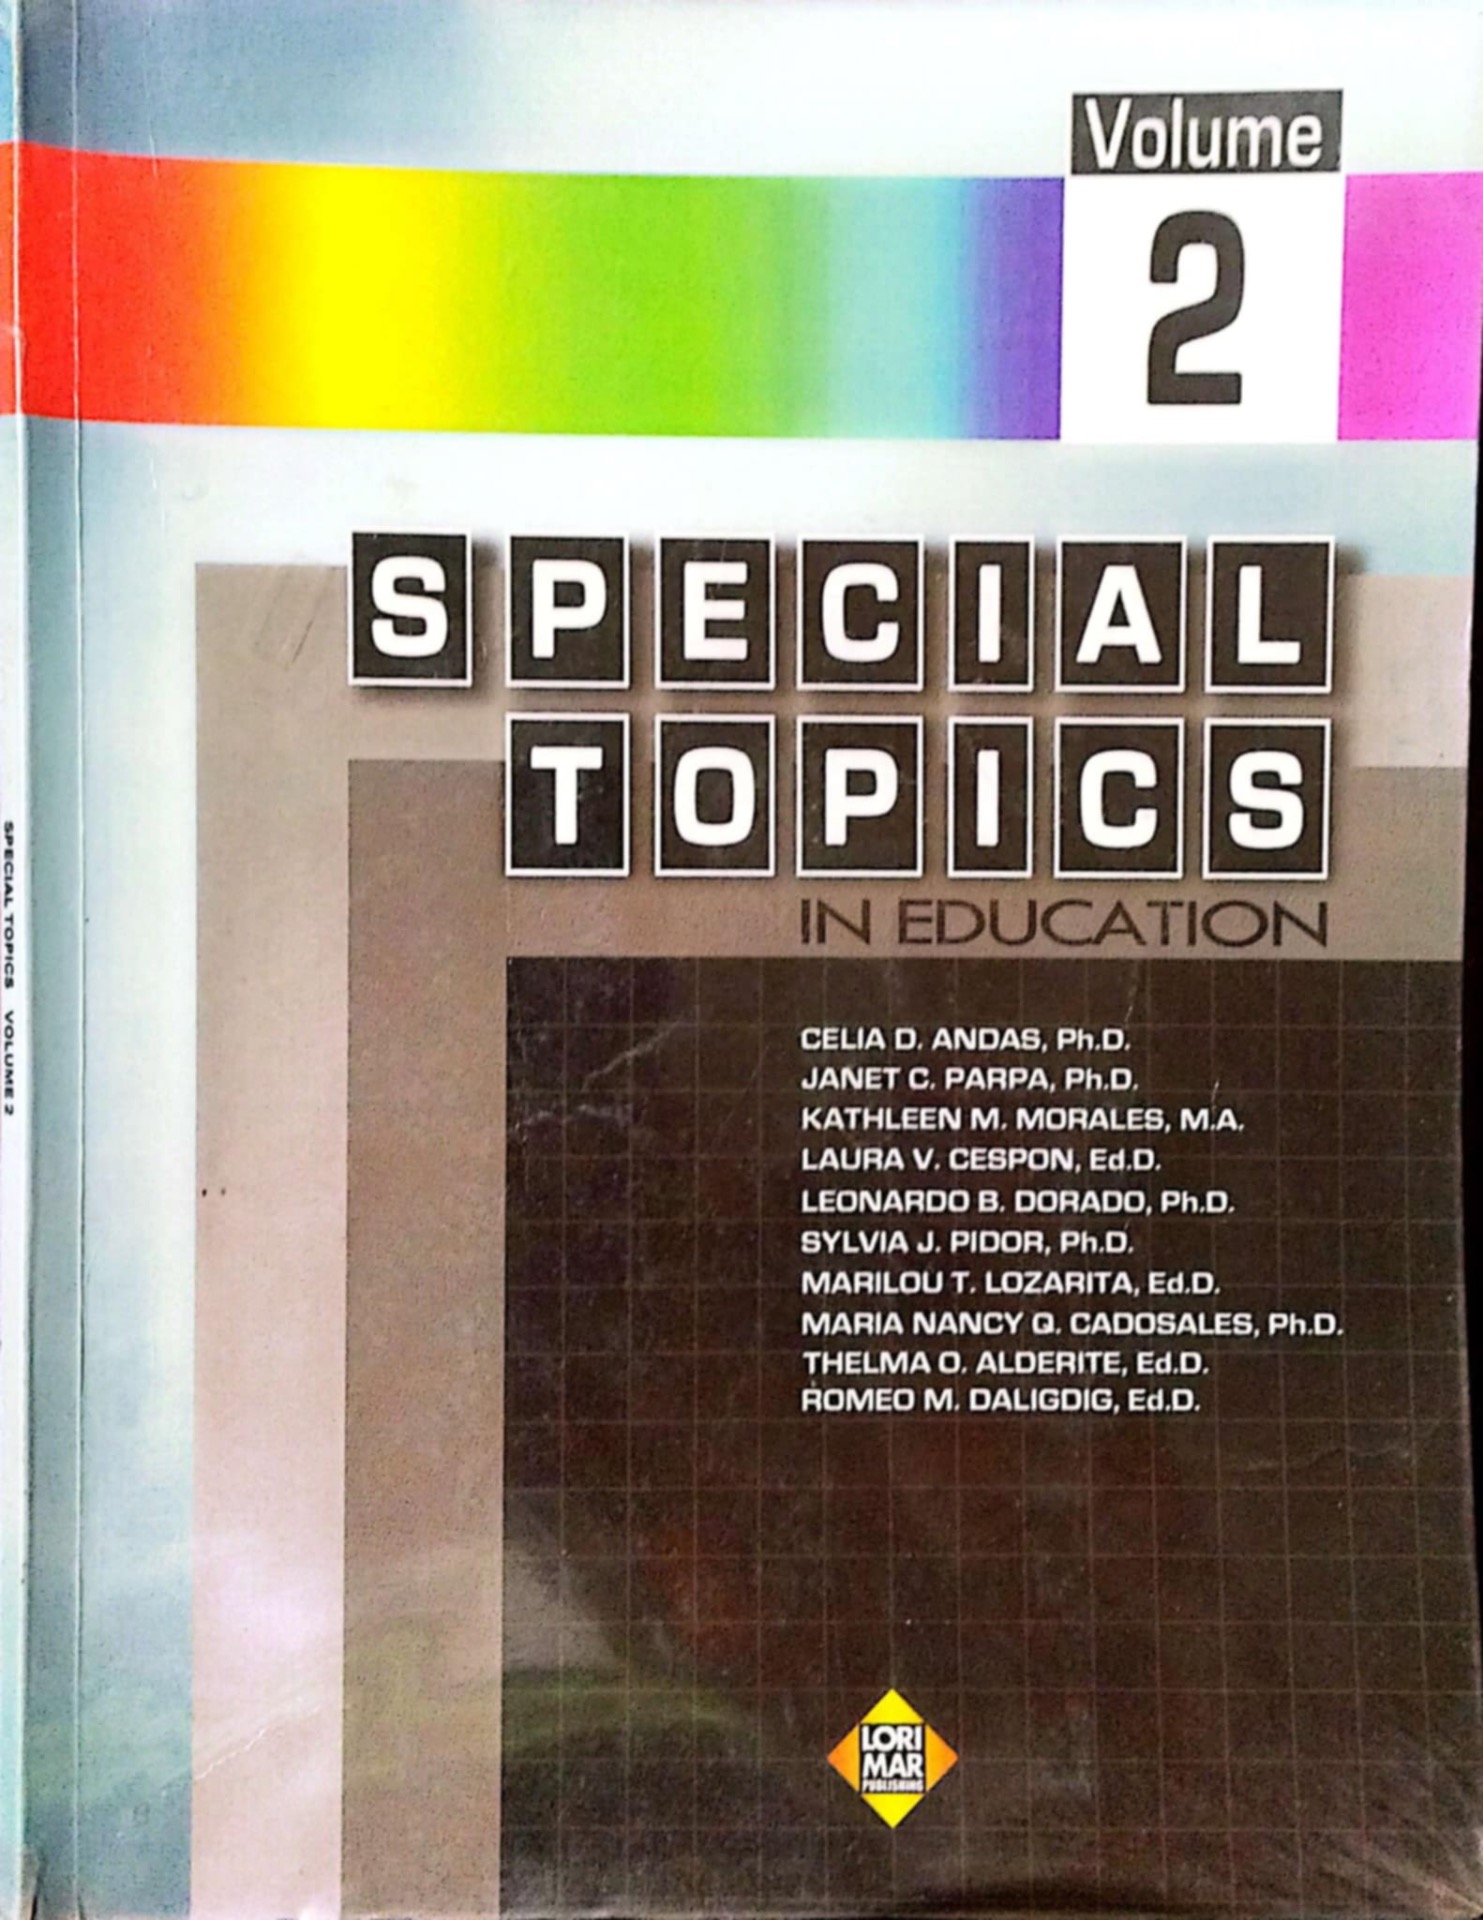 Volume
2
SPECIAL
TOPICS
IN EDUCATION
CELIA D. ANDAS, Ph.D.
JANET C. PARPA, Ph.D.
KATHLEEN M. MORALES, M.A.
LAURA V. CESPON, Ed.D.
LEONARDO B. DORADO, Ph.D.
SYLVIA J. PIDOR, Ph.D.
MARILOU T. LOZARITA, Ed.D.
MARIA NANCY Q. CADOSALES, Ph.D.
THELMA O. ALDERITE, Ed.D.
ROMEO M. DALIGDIG, Ed.D.
LORI
MAR
PUBLISHING
SPECIAL TOPICS VOLUME 2